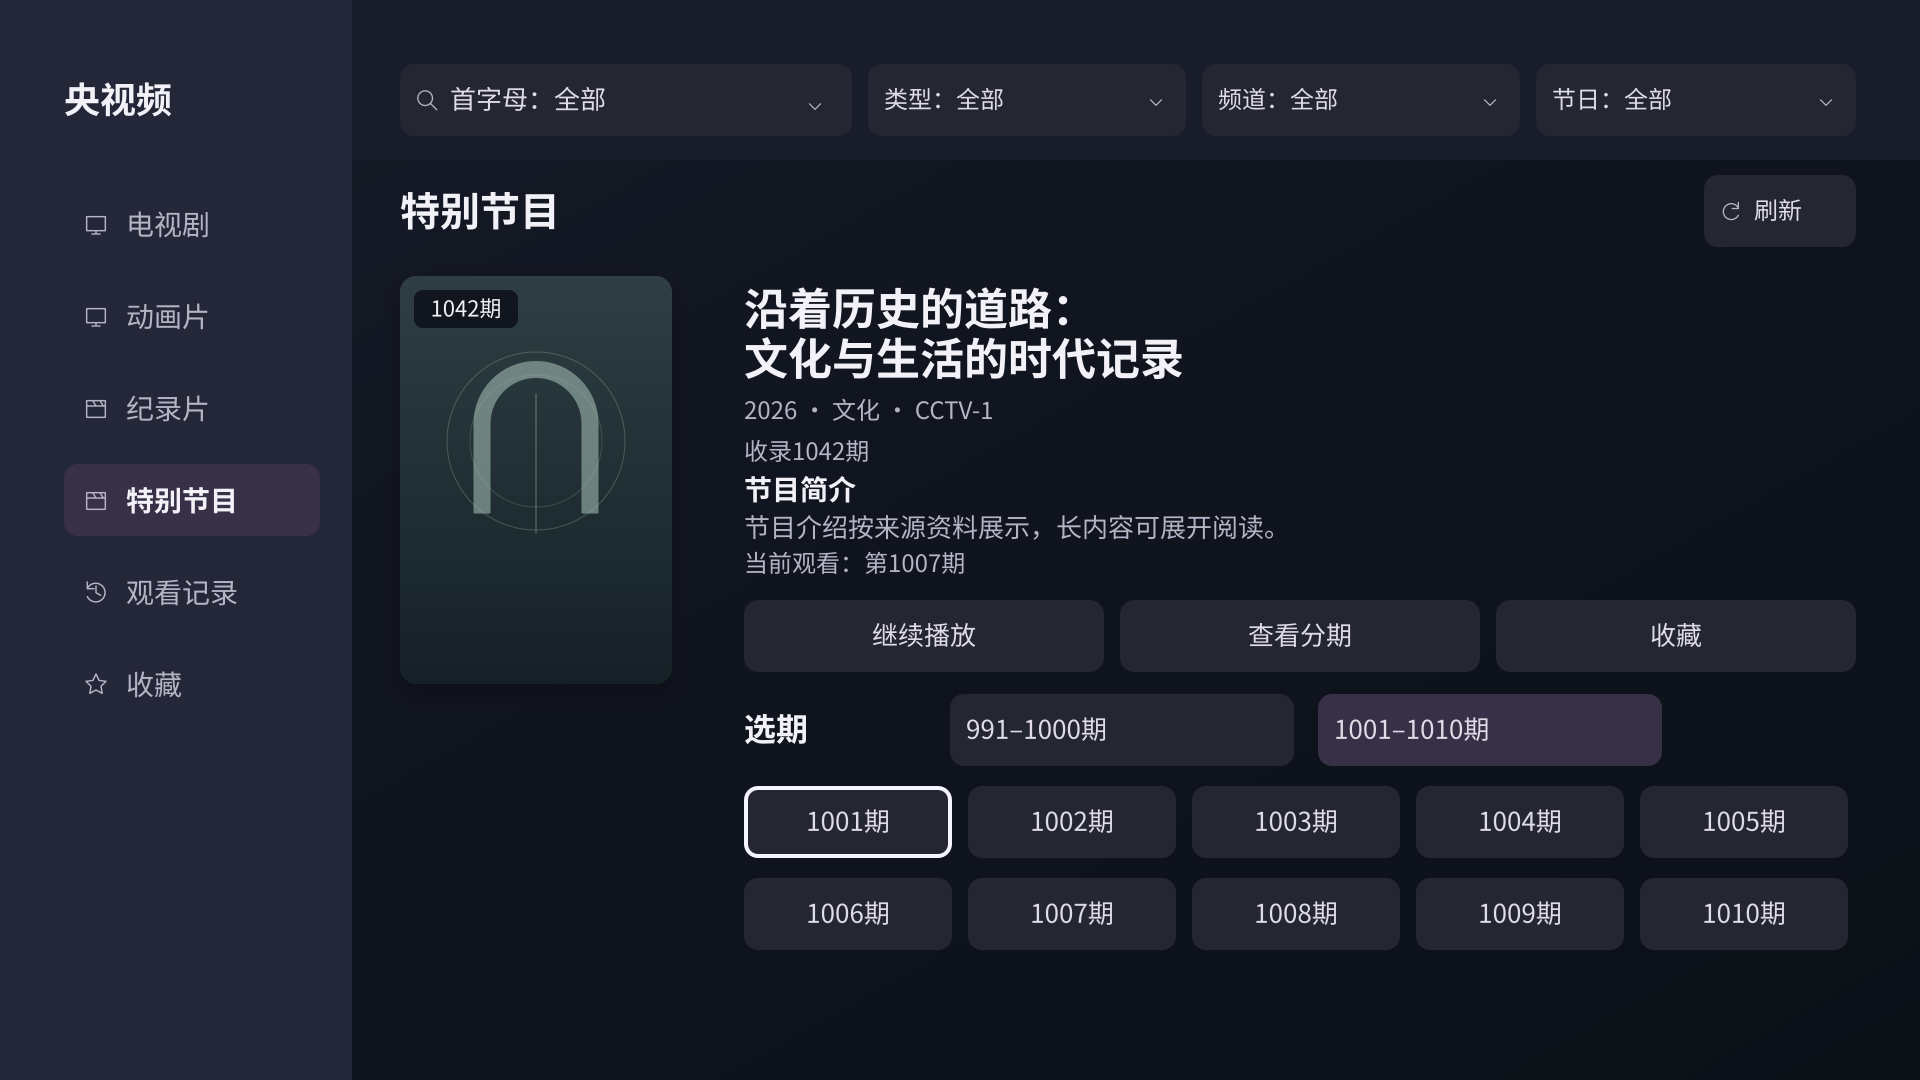 央视频
电视剧
动画片
纪录片
特别节目
观看记录
收藏
首字母：全部
类型：全部
频道：全部
节日：全部
特别节目
刷新
1042期
沿着历史的道路：
文化与生活的时代记录
2026 · 文化 · CCTV-1
收录1042期
节目简介
节目介绍按来源资料展示，长内容可展开阅读。
当前观看：第1007期
继续播放
查看分期
收藏
选期
991–1000期
1001–1010期
1001期
1002期
1003期
1004期
1005期
1006期
1007期
1008期
1009期
1010期